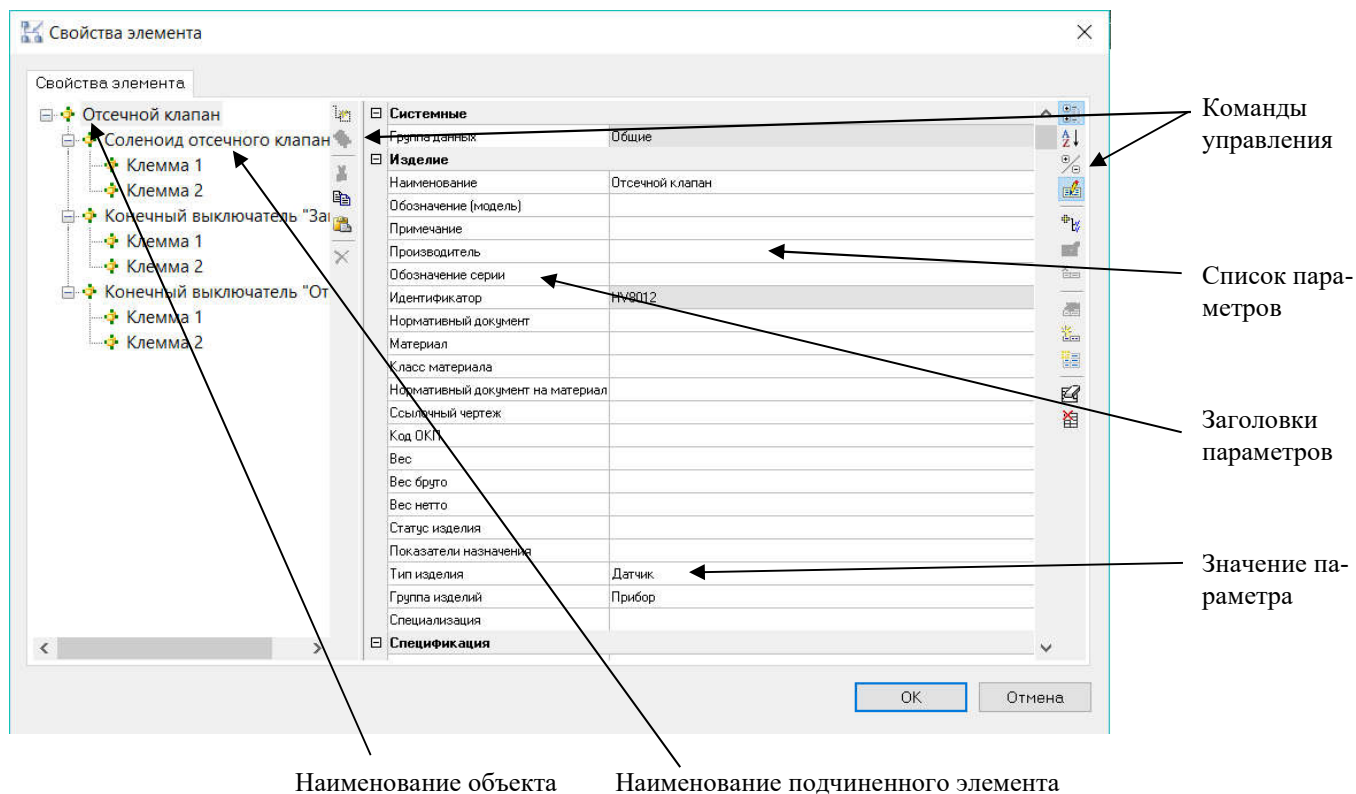 Свойства элемента
Свойства элемента
Отсечной клапан
Соленоид отсечного клапан
Клемма 1
Клемма 2
Конечный выключатель "За
Клемма 1
Клемма 2
Конечный выключатель "От
Клемма 1
Клемма 2
Системные
Группа данных Общие
Изделие
Наименование Отсечной клапан
Обозначение (модель)
Примечание
Производитель
Обозначение серии
Идентификатор HV8012
Нормативный документ
Материал
Класс материала
Нормативный документ на материал
Ссылочный чертеж
Код ОКП
Вес
Вес бруто
Вес нетто
Статус изделия
Показатели назначения
Тип изделия Датчик
Группа изделий Прибор
Специализация
Спецификация
OK Отмена
Команды
управления
Список пара-
метров
Заголовки
параметров
Значение па-
раметра
Наименование объекта
Наименование подчиненного элемента